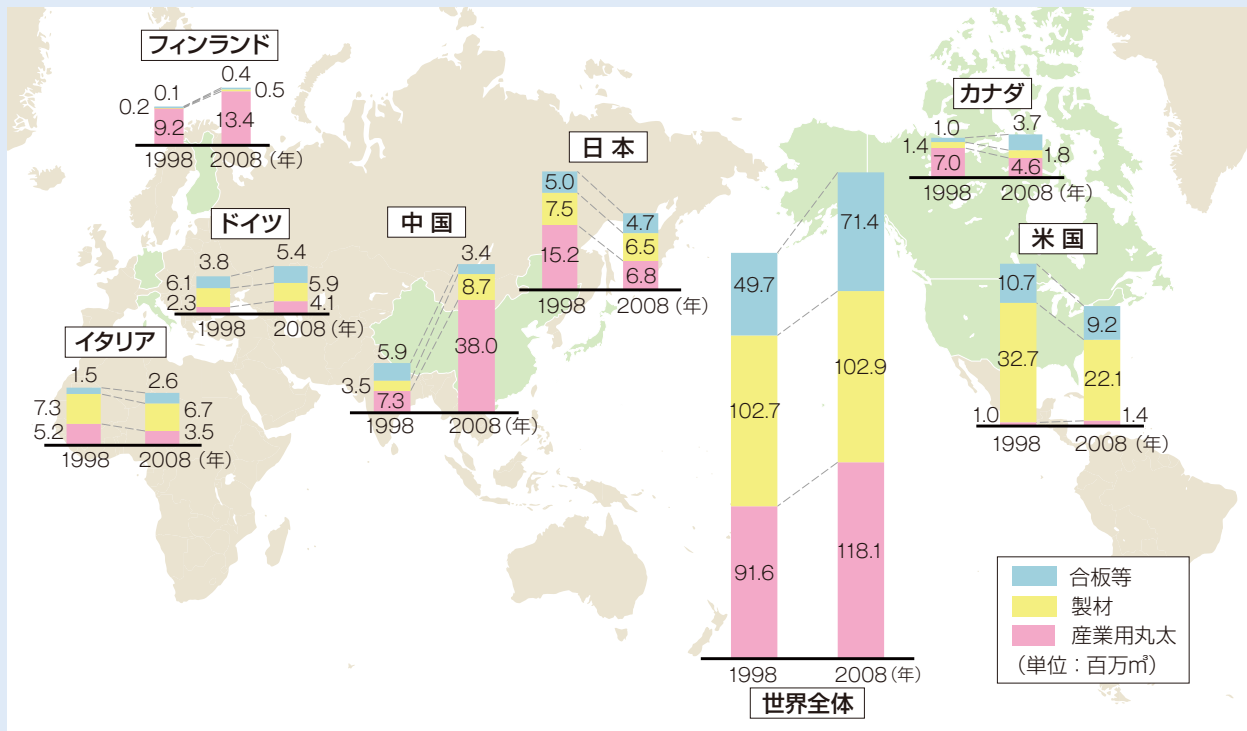 フィンランド
0.1
0.4
0.2
0.5
9.2
13.4
1998
2008 (年)
ドイツ
3.8
5.4
6.1
5.9
2.3
4.1
1998
2008 (年)
イタリア
1.5
2.6
7.3
6.7
5.2
3.5
1998
2008 (年)
中 国
5.9
3.4
3.5
8.7
7.3
38.0
1998
2008 (年)
日 本
5.0
4.7
7.5
6.5
15.2
6.8
1998
2008 (年)
49.7
71.4
102.7
102.9
91.6
118.1
1998
2008 (年)
世界全体
カナダ
1.0
3.7
1.4
1.8
7.0
4.6
1998
2008 (年)
米 国
10.7
9.2
32.7
22.1
1.0
1.4
1998
2008 (年)
合板等
製材
産業用丸太
(単位:百万㎥)